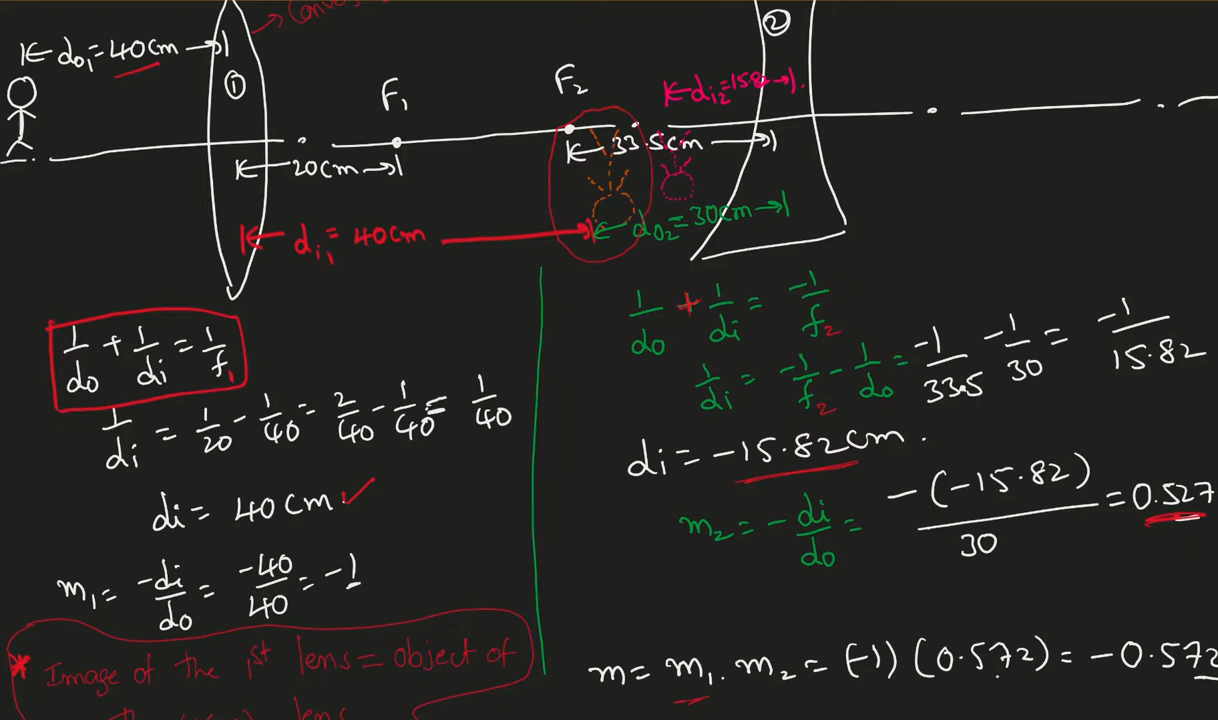 |← do₁ = 40cm →|
①
F₁
F₂
②
|← di₂ = 15.82 →|
|← 20cm →|
|← 33.5cm →|
|← di₁ = 40cm →|
|← do₂ = 30cm →|
1/do + 1/di = 1/f₁
1/di = 1/20 - 1/40 = 2/40 - 1/40 = 1/40
di = 40cm ✓
m₁ = -di/do = -40/40 = -1
* Image of the 1st lens = object of
lens
1/do + 1/di = -1/f₂
1/di = -1/f₂ - 1/do = -1/33.5 - 1/30 = -1/15.82
di = -15.82cm.
m₂ = -di/do = -(-15.82)/30 = 0.527
m = m₁. m₂ = (-1) (0.572) = -0.572